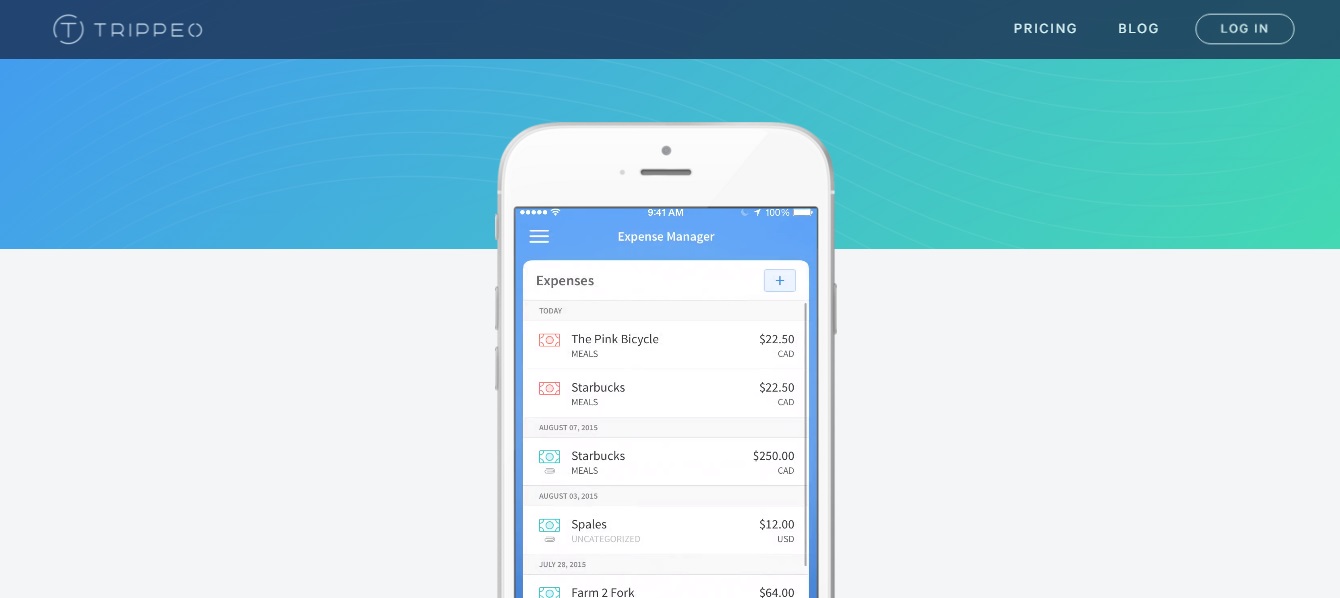 TRIPPEO
PRICING BLOG LOG IN
9:41 AM 100%
Expense Manager
Expenses +
TODAY
The Pink Bicycle $22.50
MEALS CAD
Starbucks $22.50
MEALS CAD
AUGUST 07, 2015
Starbucks $250.00
MEALS CAD
AUGUST 03, 2015
Spales $12.00
UNCATEGORIZED USD
JULY 28, 2015
Farm 2 Fork $64.00